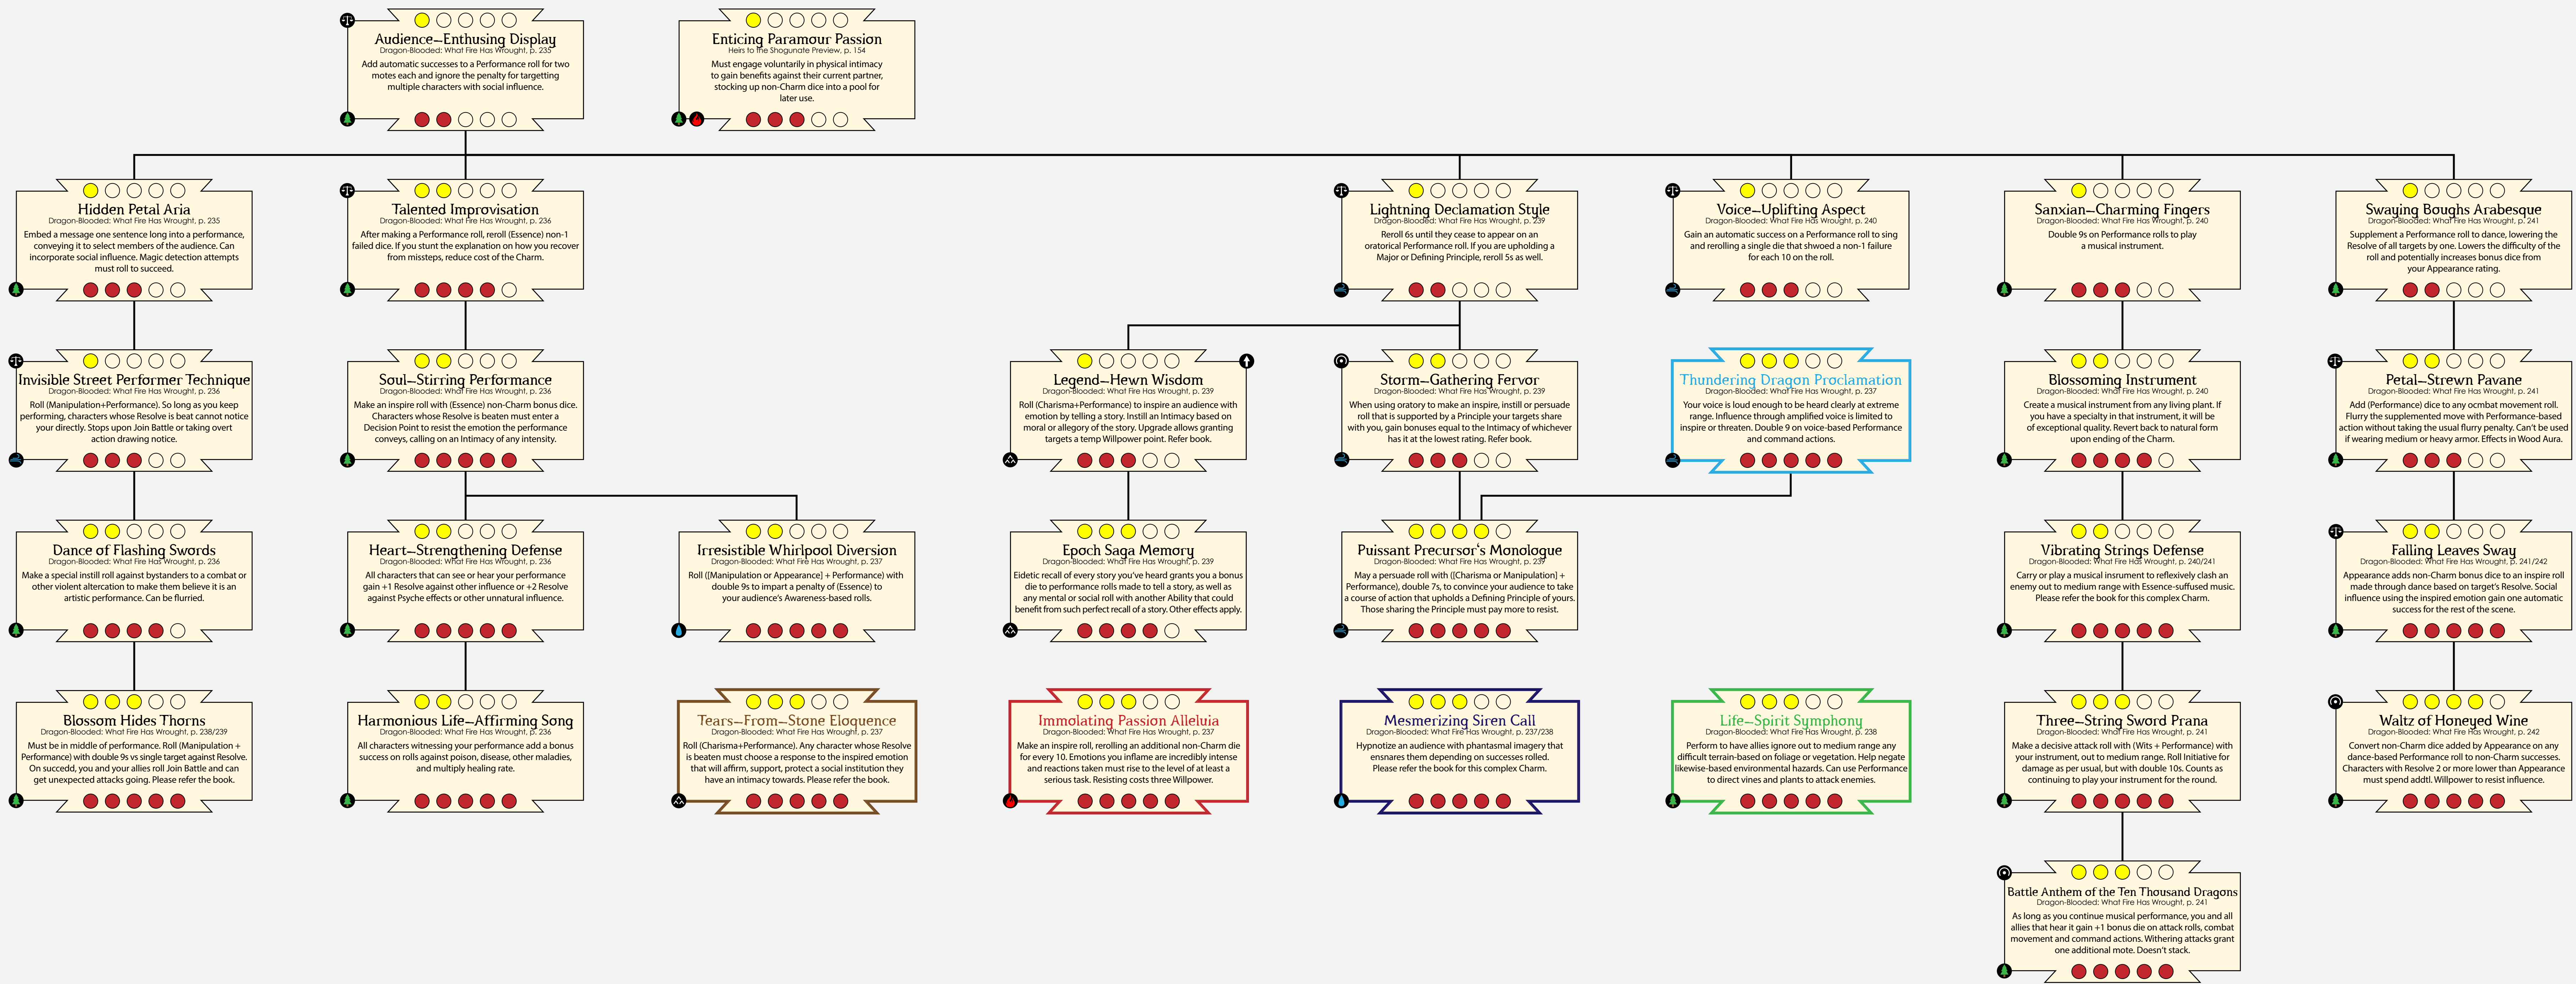 Audience–Enthusing Display
Dragon-Blooded: What Fire Has Wrought, p. 235
Add automatic successes to a Performance roll for two
motes each and ignore the penalty for targetting
multiple characters with social influence.
Enticing Paramour Passion
Heirs to the Shogunate Preview, p. 154
Must engage voluntarily in physical intimacy
to gain benefits against their current partner,
stocking up non-Charm dice into a pool for
later use.
Hidden Petal Aria
Dragon-Blooded: What Fire Has Wrought, p. 235
Embed a message one sentence long into a performance,
conveying it to select members of the audience. Can
incorporate social influence. Magic detection attempts
must roll to succeed.
Talented Improvisation
Dragon-Blooded: What Fire Has Wrought, p. 236
After making a Performance roll, reroll (Essence) non-1
failed dice. If you stunt the explanation on how you recover
from missteps, reduce cost of the Charm.
Lightning Declamation Style
Dragon-Blooded: What Fire Has Wrought, p. 239
Reroll 6s until they cease to appear on an
oratorical Performance roll. If you are upholding a
Major or Defining Principle, reroll 5s as well.
Voice–Uplifting Aspect
Dragon-Blooded: What Fire Has Wrought, p. 240
Gain an automatic success on a Performance roll to sing
and rerolling a single die that shwoed a non-1 failure
for each 10 on the roll.
Sanxian–Charming Fingers
Dragon-Blooded: What Fire Has Wrought, p. 240
Double 9s on Performance rolls to play
a musical instrument.
Swaying Boughs Arabesque
Dragon-Blooded: What Fire Has Wrought, p. 241
Supplement a Performance roll to dance, lowering the
Resolve of all targets by one. Lowers the difficulty of the
roll and potentially increases bonus dice from
your Appearance rating.
Invisible Street Performer Technique
Dragon-Blooded: What Fire Has Wrought, p. 236
Roll (Manipulation+Performance). So long as you keep
performing, characters whose Resolve is beat cannot notice
your directly. Stops upon Join Battle or taking overt
action drawing notice.
Soul–Stirring Performance
Dragon-Blooded: What Fire Has Wrought, p. 236
Make an inspire roll with (Essence) non-Charm bonus dice.
Characters whose Resolve is beaten must enter a
Decision Point to resist the emotion the performance
conveys, calling on an Intimacy of any intensity.
Legend–Hewn Wisdom
Dragon-Blooded: What Fire Has Wrought, p. 239
Roll (Charisma+Performance) to inspire an audience with
emotion by telling a story. Instill an Intimacy based on
moral or allegory of the story. Upgrade allows granting
targets a temp Willpower point. Refer book.
Storm–Gathering Fervor
Dragon-Blooded: What Fire Has Wrought, p. 239
When using oratory to make an inspire, instill or persuade
roll that is supported by a Principle your targets share
with you, gain bonuses equal to the Intimacy of whichever
has it at the lowest rating. Refer book.
Thundering Dragon Proclamation
Dragon-Blooded: What Fire Has Wrought, p. 237
Your voice is loud enough to be heard clearly at extreme
range. Influence through amplified voice is limited to
inspire or threaten. Double 9 on voice-based Performance
and command actions.
Blossoming Instrument
Dragon-Blooded: What Fire Has Wrought, p. 240
Create a musical instrument from any living plant. If
you have a specialty in that instrument, it will be
of exceptional quality. Revert back to natural form
upon ending of the Charm.
Petal–Strewn Pavane
Dragon-Blooded: What Fire Has Wrought, p. 241
Add (Performance) dice to any ocmbat movement roll.
Flurry the supplemented move with Performance-based
action without taking the usual flurry penalty. Can't be used
if wearing medium or heavy armor. Effects in Wood Aura.
Dance of Flashing Swords
Dragon-Blooded: What Fire Has Wrought, p. 236
Make a special instill roll against bystanders to a combat or
other violent altercation to make them believe it is an
artistic performance. Can be flurried.
Heart–Strengthening Defense
Dragon-Blooded: What Fire Has Wrought, p. 236
All characters that can see or hear your performance
gain +1 Resolve against other influence or +2 Resolve
against Psyche effects or other unnatural influence.
Irresistible Whirlpool Diversion
Dragon-Blooded: What Fire Has Wrought, p. 237
Roll ([Manipulation or Appearance] + Performance) with
double 9s to impart a penalty of (Essence) to
your audience's Awareness-based rolls.
Epoch Saga Memory
Dragon-Blooded: What Fire Has Wrought, p. 239
Eidetic recall of every story you've heard grants you a bonus
die to performance rolls made to tell a story, as well as
any mental or social roll with another Ability that could
benefit from such perfect recall of a story. Other effects apply.
Puissant Precursor's Monologue
Dragon-Blooded: What Fire Has Wrought, p. 239
May a persuade roll with ([Charisma or Manipulation] +
Performance), double 7s, to convince your audience to take
a course of action that upholds a Defining Principle of yours.
Those sharing the Principle must pay more to resist.
Vibrating Strings Defense
Dragon-Blooded: What Fire Has Wrought, p. 240/241
Carry or play a musical insrument to reflexively clash an
enemy out to medium range with Essence-suffused music.
Please refer the book for this complex Charm.
Falling Leaves Sway
Dragon-Blooded: What Fire Has Wrought, p. 241/242
Appearance adds non-Charm bonus dice to an inspire roll
made through dance based on target's Resolve. Social
influence using the inspired emotion gain one automatic
success for the rest of the scene.
Blossom Hides Thorns
Dragon-Blooded: What Fire Has Wrought, p. 238/239
Must be in middle of performance. Roll (Manipulation +
Performance) with double 9s vs single target against Resolve.
On succedd, you and your allies roll Join Battle and can
get unexpected attacks going. Please refer the book.
Harmonious Life–Affirming Song
Dragon-Blooded: What Fire Has Wrought, p. 236
All characters witnessing your performance add a bonus
success on rolls against poison, disease, other maladies,
and multiply healing rate.
Tears–From–Stone Eloquence
Dragon-Blooded: What Fire Has Wrought, p. 237
Roll (Charisma+Performance). Any character whose Resolve
is beaten must choose a response to the inspired emotion
that will affirm, support, protect a social institution they
have an intimacy towards. Please refer the book.
Immolating Passion Alleluia
Dragon-Blooded: What Fire Has Wrought, p. 237
Make an inspire roll, rerolling an additional non-Charm die
for every 10. Emotions you inflame are incredibly intense
and reactions taken must rise to the level of at least a
serious task. Resisting costs three Willpower.
Mesmerizing Siren Call
Dragon-Blooded: What Fire Has Wrought, p. 237/238
Hypnotize an audience with phantasmal imagery that
ensnares them depending on successes rolled.
Please refer the book for this complex Charm.
Life–Spirit Symphony
Dragon-Blooded: What Fire Has Wrought, p. 238
Perform to have allies ignore out to medium range any
difficult terrain-based on foliage or vegetation. Help negate
likewise-based environmental hazards. Can use Performance
to direct vines and plants to attack enemies.
Three–String Sword Prana
Dragon-Blooded: What Fire Has Wrought, p. 241
Make a decisive attack roll with (Wits + Performance) with
your instrument, out to medium range. Roll Initiative for
damage as per usual, but with double 10s. Counts as
continuing to play your instrument for the round.
Waltz of Honeyed Wine
Dragon-Blooded: What Fire Has Wrought, p. 242
Convert non-Charm dice added by Appearance on any
dance-based Performance roll to non-Charm successes.
Characters with Resolve 2 or more lower than Appearance
must spend addtl. Willpower to resist influence.
Battle Anthem of the Ten Thousand Dragons
Dragon-Blooded: What Fire Has Wrought, p. 241
As long as you continue musical performance, you and all
allies that hear it gain +1 bonus die on attack rolls, combat
movement and command actions. Withering attacks grant
one additional mote. Doesn't stack.